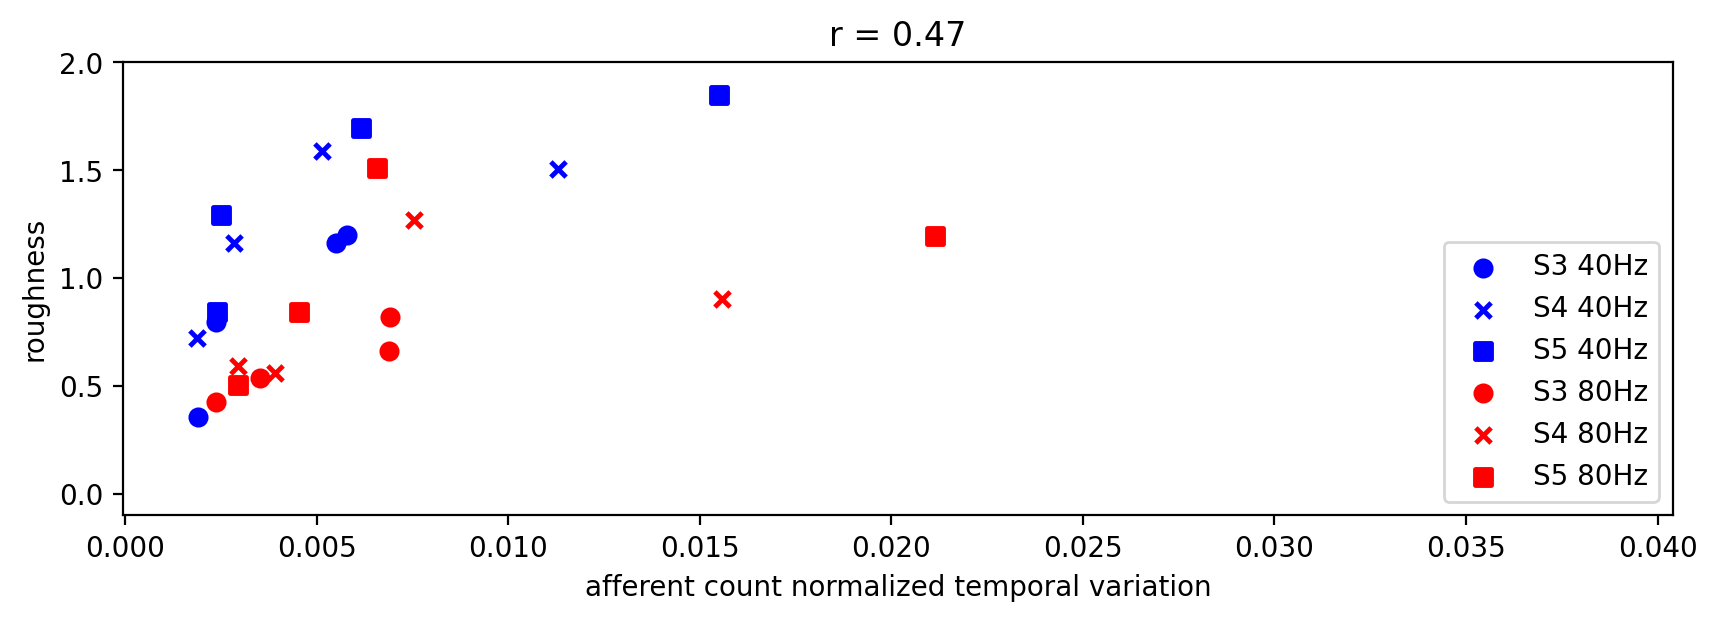 r = 0.47
2.0
1.5
1.0
0.5
0.0
roughness
S3 40Hz
S4 40Hz
S5 40Hz
S3 80Hz
S4 80Hz
S5 80Hz
0.000 0.005 0.010 0.015 0.020 0.025 0.030 0.035 0.040
afferent count normalized temporal variation